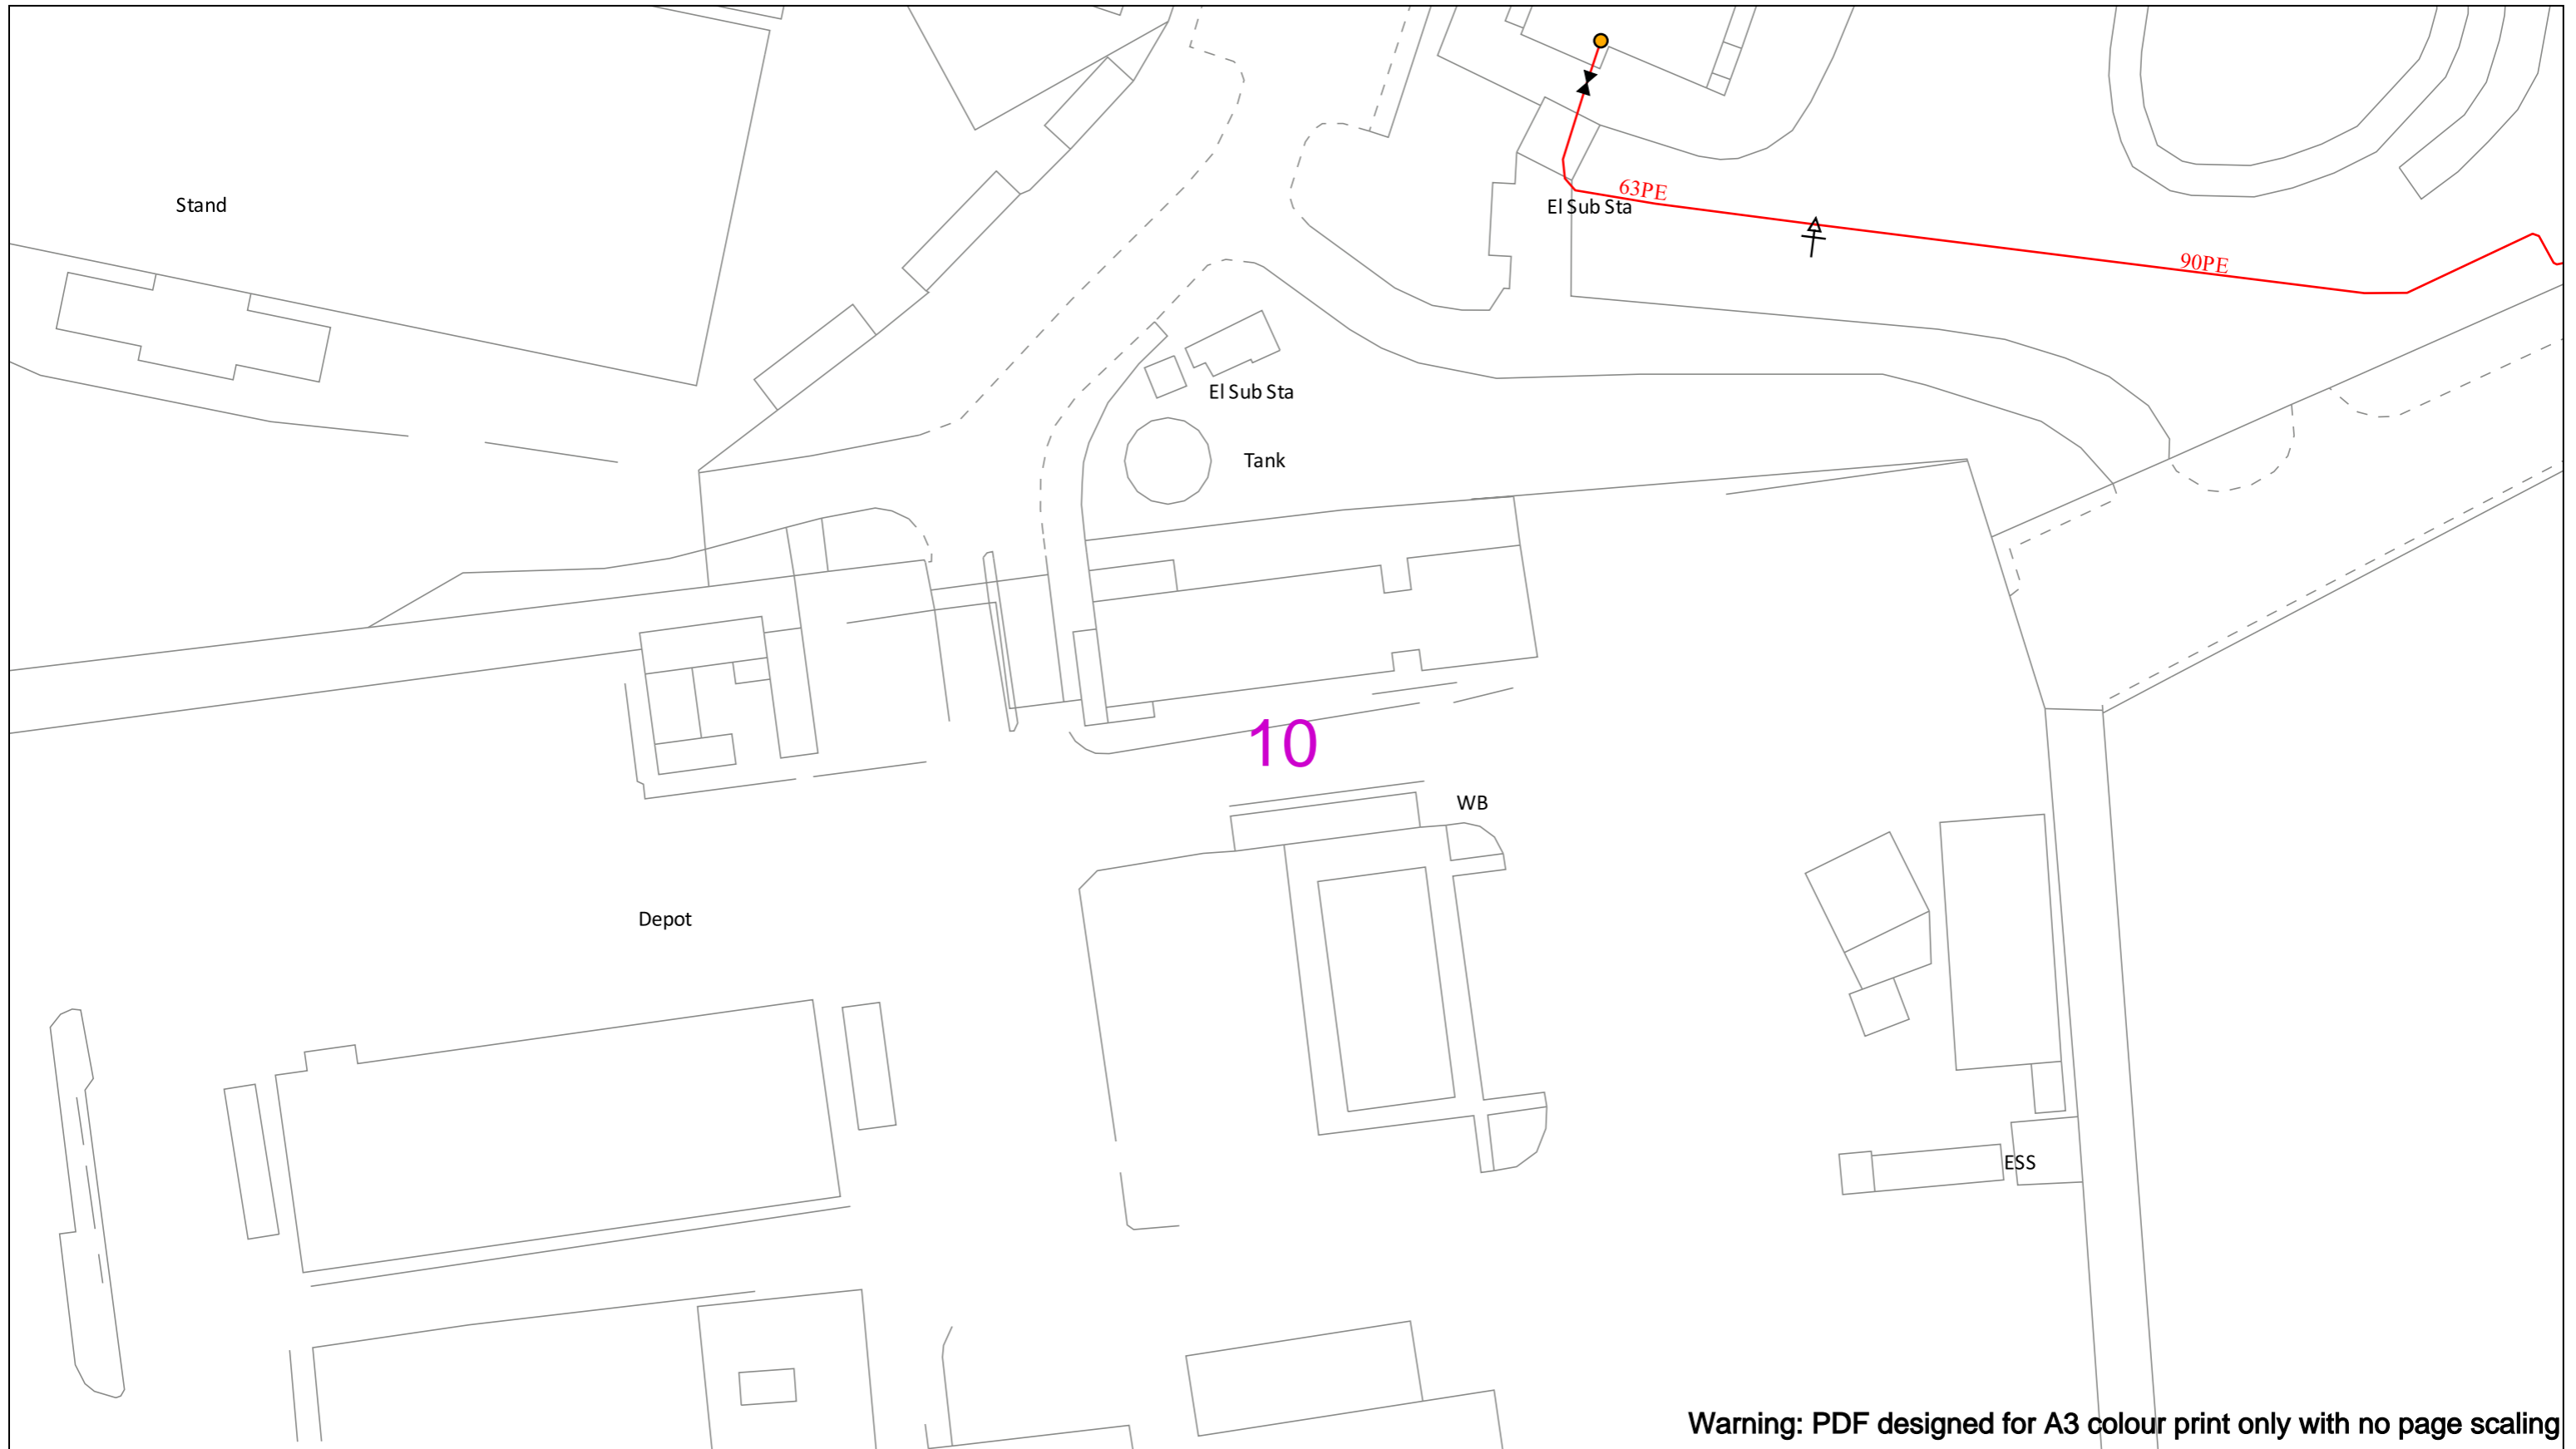 63PE
Stand
El Sub Sta
90PE
El Sub Sta
Tank
10
WB
Depot
ESS
Warning: PDF designed for A3 colour print only with no page scaling